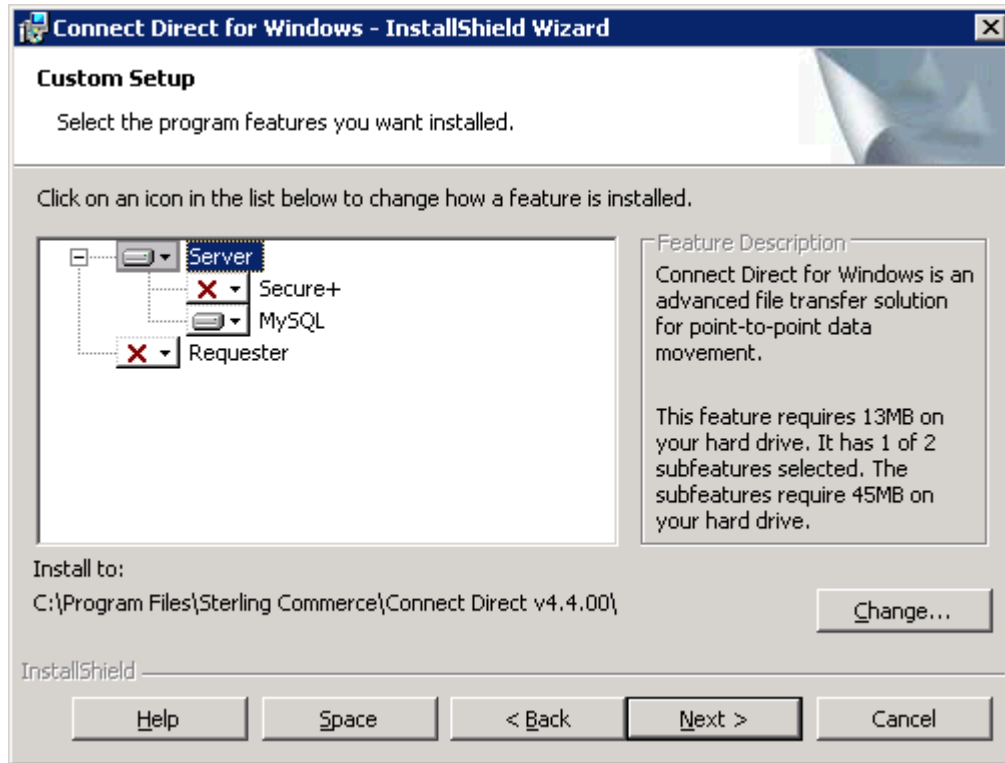 Connect Direct for Windows - InstallShield Wizard
Custom Setup
Select the program features you want installed.
Click on an icon in the list below to change how a feature is installed.
Server
Secure+
MySQL
Requester
Feature Description
Connect Direct for Windows is an
advanced file transfer solution
for point-to-point data
movement.
This feature requires 13MB on
your hard drive. It has 1 of 2
subfeatures selected. The
subfeatures require 45MB on
your hard drive.
Install to:
C:\Program Files\Sterling Commerce\Connect Direct v4.4.00\
Change...
InstallShield
Help
Space
< Back
Next >
Cancel